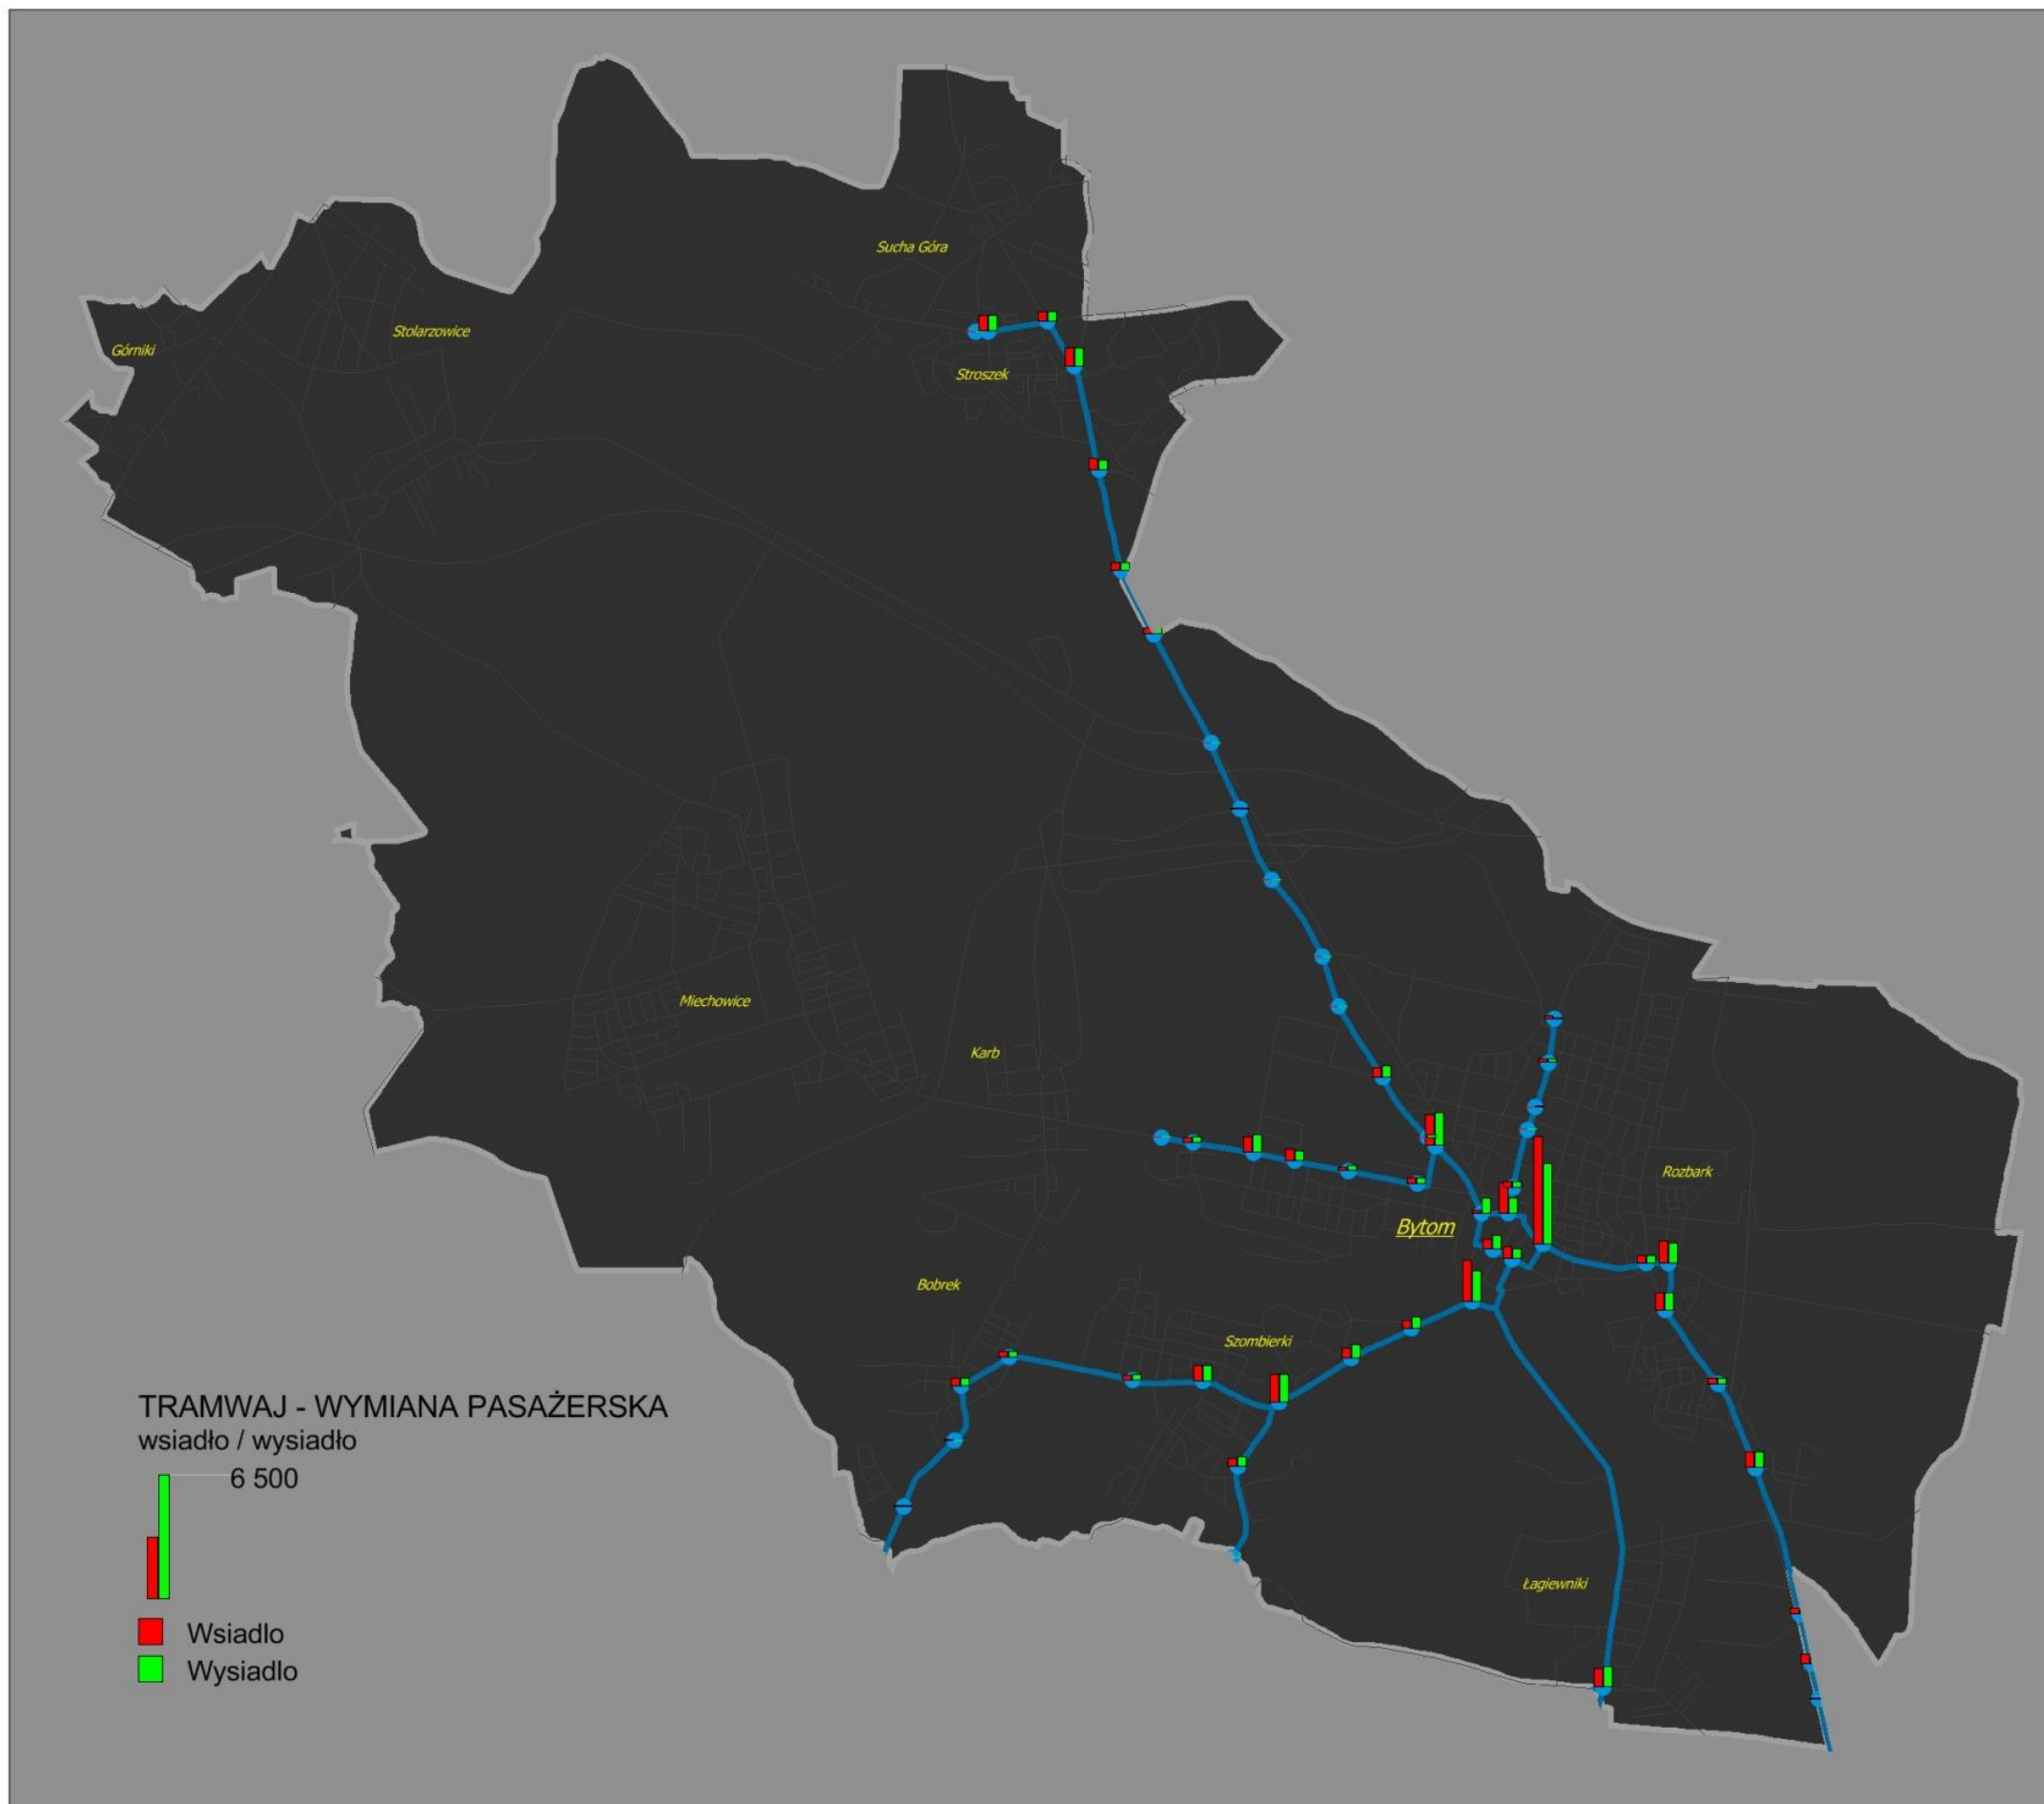 Sucha Góra
Stolarzowice
Górniki
Stroszek
Miechowice
Karb
Rozbark
Bytom
Bobrek
Szombierki
TRAMWAJ - WYMIANA PASAŻERSKA
wsiadło / wysiadło
6 500
Łagiewniki
Wsiadlo
Wysiadlo